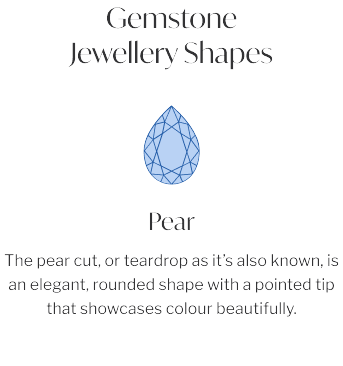 Gemstone
Jewellery Shapes
Pear
The pear cut, or teardrop as it's also known, is
an elegant, rounded shape with a pointed tip
that showcases colour beautifully.